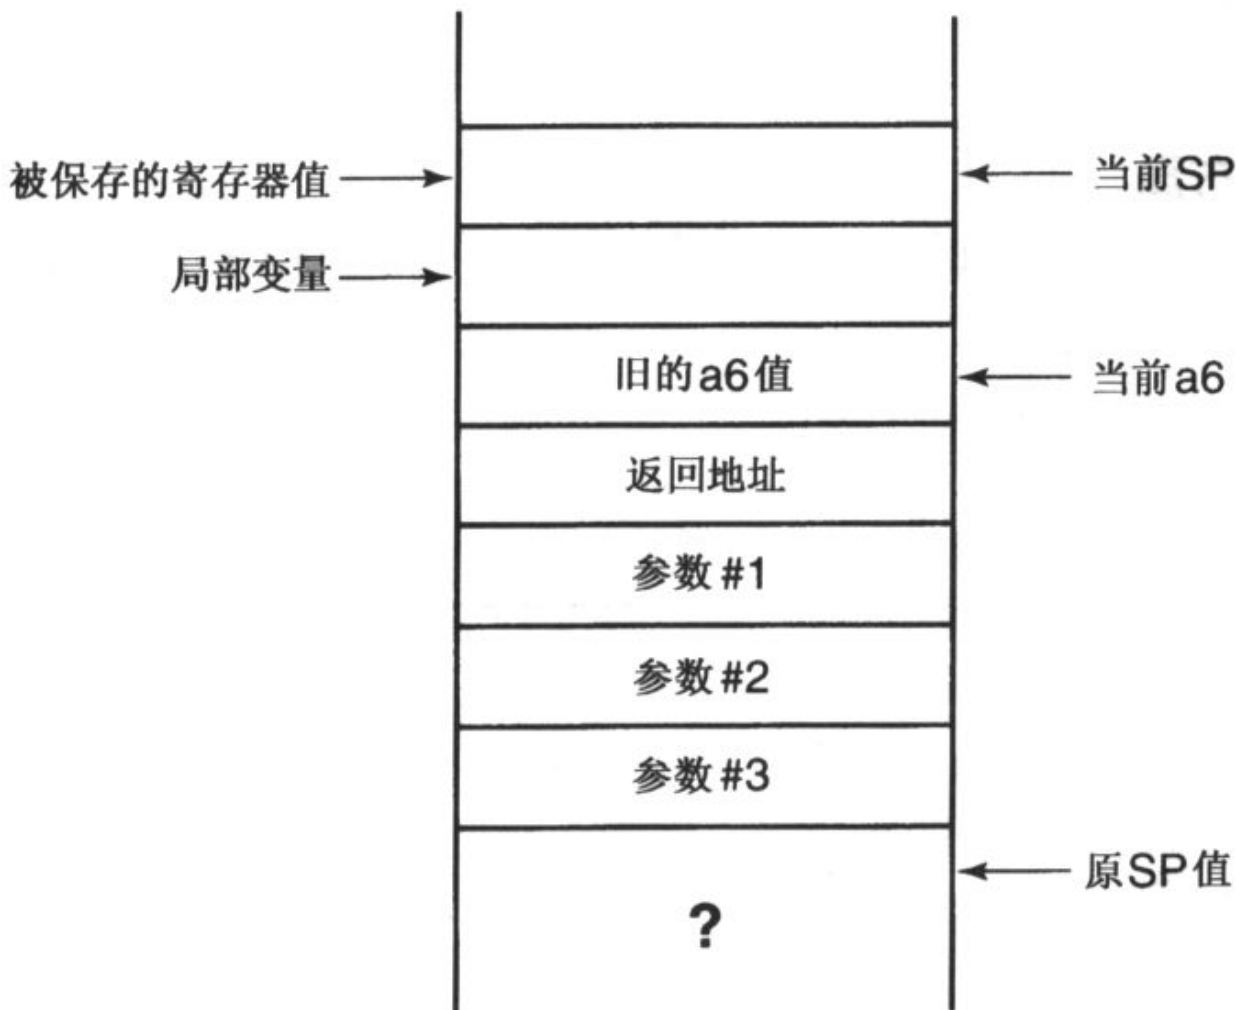 被保存的寄存器值
当前SP
局部变量
旧的a6值
当前a6
返回地址
参数 #1
参数 #2
参数 #3
原SP值
?